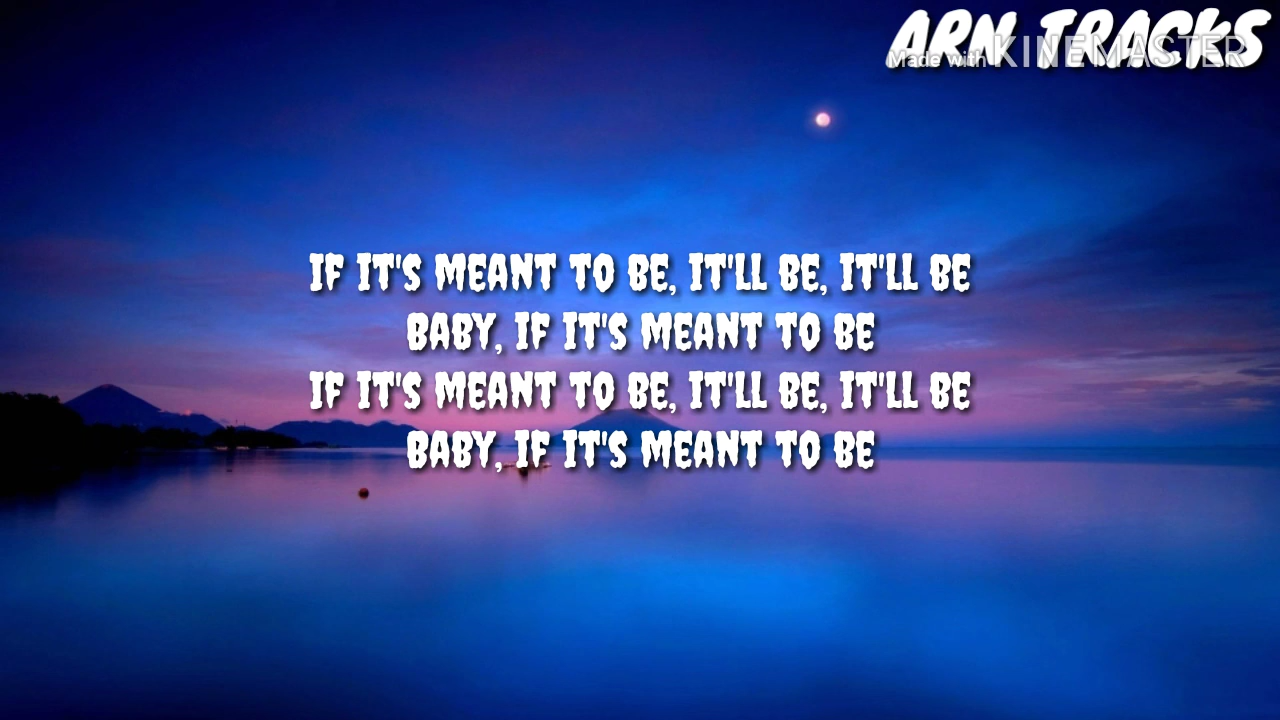 ARN TRACKS
Made with KINEMASTER
IF IT'S MEANT TO BE, IT'LL BE, IT'LL BE
BABY, IF IT'S MEANT TO BE
IF IT'S MEANT TO BE, IT'LL BE, IT'LL BE
BABY, IF IT'S MEANT TO BE